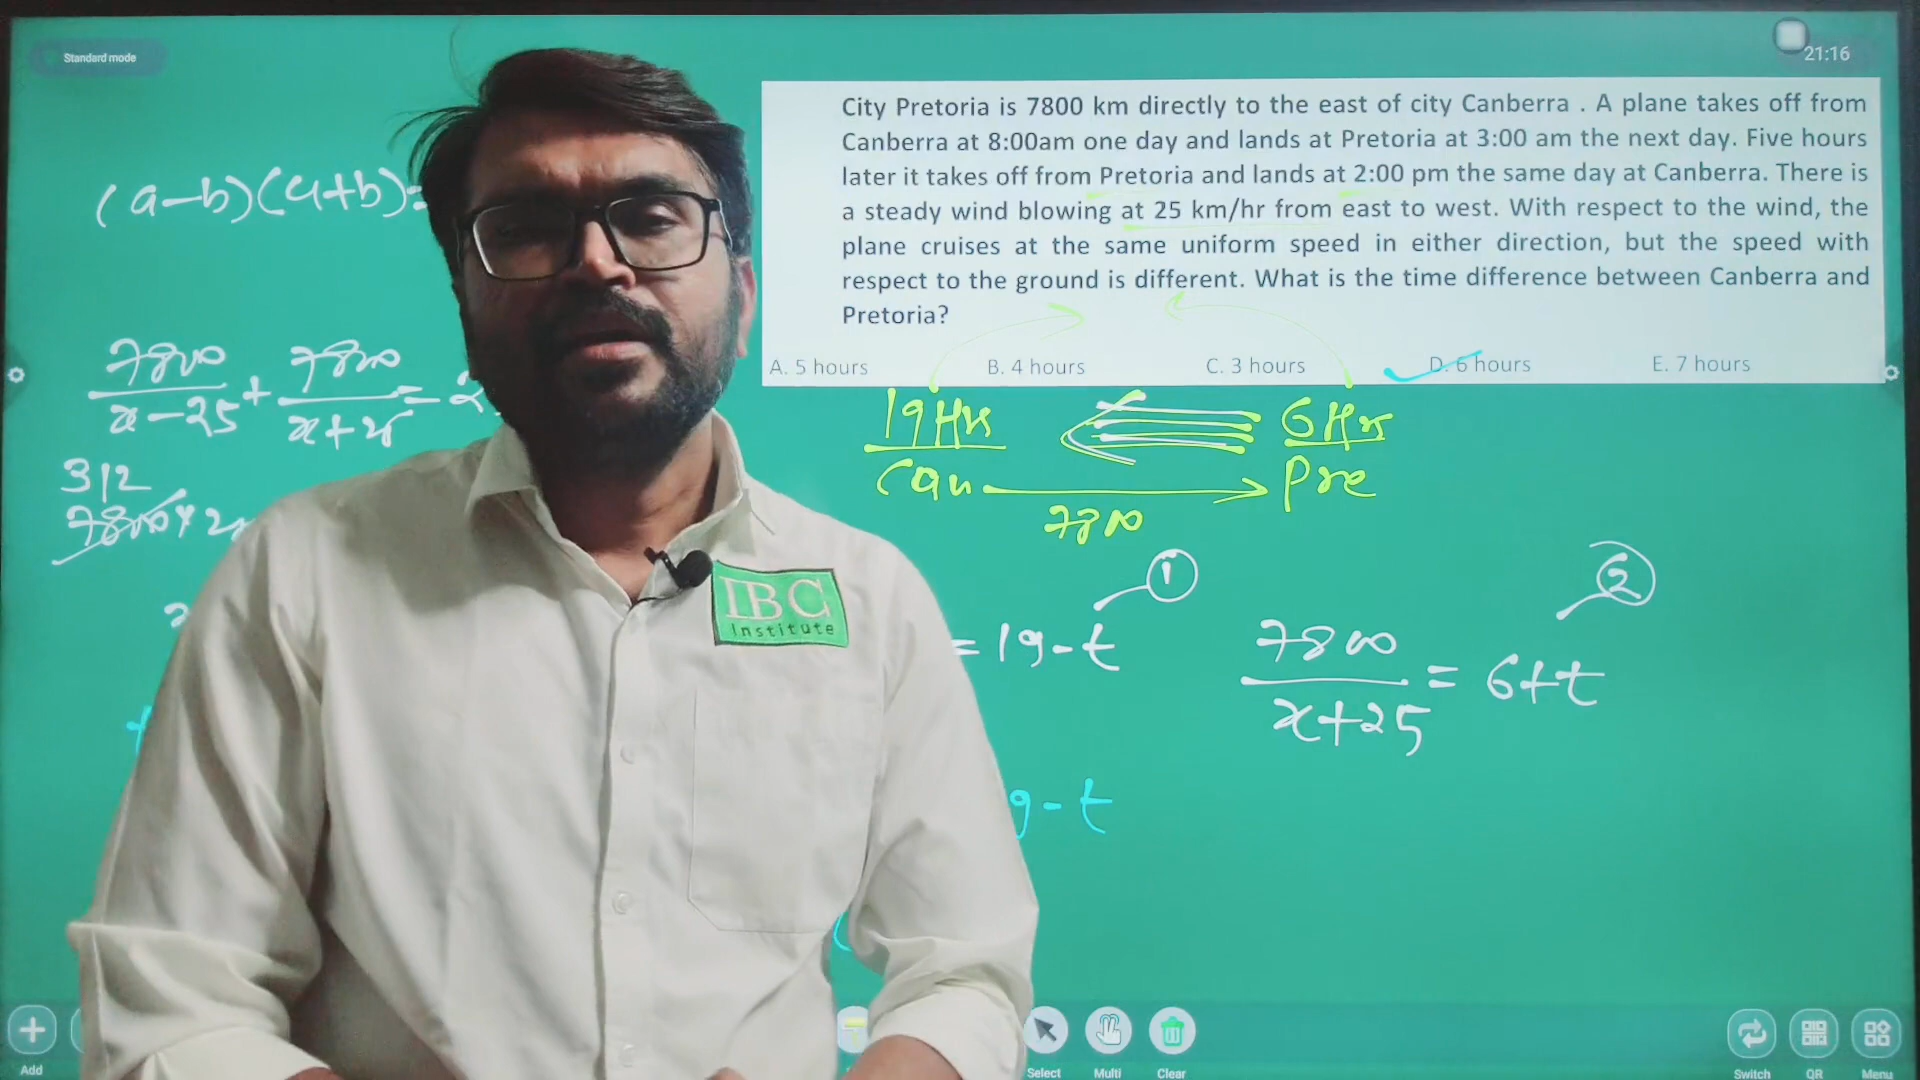 Standard mode
21:16
City Pretoria is 7800 km directly to the east of city Canberra . A plane takes off from
Canberra at 8:00am one day and lands at Pretoria at 3:00 am the next day. Five hours
later it takes off from Pretoria and lands at 2:00 pm the same day at Canberra. There is
a steady wind blowing at 25 km/hr from east to west. With respect to the wind, the
plane cruises at the same uniform speed in either direction, but the speed with
respect to the ground is different. What is the time difference between Canberra and
Pretoria?
A. 5 hours B. 4 hours C. 3 hours D. 6 hours E. 7 hours
(a-b)(a+b)=
7800/x-25 + 7800/x+25 = 2
312
7800x2
19Hrs 6Hrs
Can Pre
7800
1
= 19-t
2
7800/x+25 = 6+t
9-t
IBC
Institute
Add
Select
Multi
Clear
Switch
QR
Menu